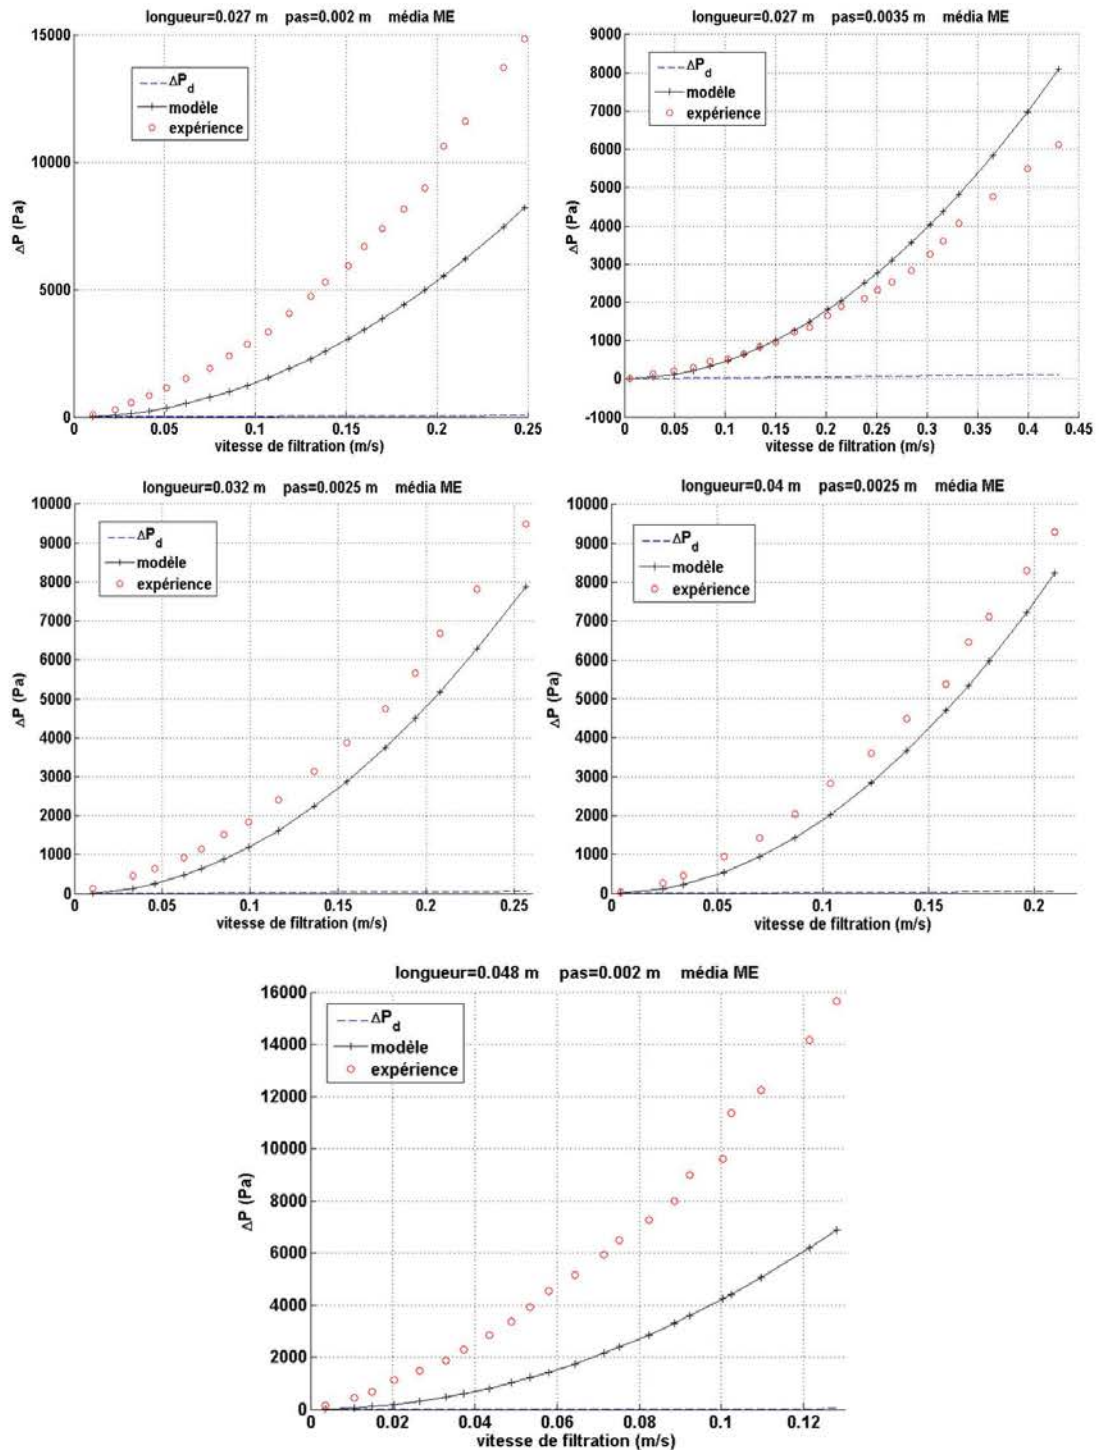 longueur=0.027 m pas=0.002 m média ME
15000
10000
5000
0
ΔP (Pa)
ΔP_d
modèle
expérience
0 0.05 0.1 0.15 0.2 0.25
vitesse de filtration (m/s)
longueur=0.027 m pas=0.0035 m média ME
9000
8000
7000
6000
5000
4000
3000
2000
1000
0
-1000
ΔP (Pa)
ΔP_d
modèle
expérience
0 0.05 0.1 0.15 0.2 0.25 0.3 0.35 0.4 0.45
vitesse de filtration (m/s)
longueur=0.032 m pas=0.0025 m média ME
10000
9000
8000
7000
6000
5000
4000
3000
2000
1000
0
ΔP (Pa)
ΔP_d
modèle
expérience
0 0.05 0.1 0.15 0.2 0.25
vitesse de filtration (m/s)
longueur=0.04 m pas=0.0025 m média ME
10000
9000
8000
7000
6000
5000
4000
3000
2000
1000
0
ΔP (Pa)
ΔP_d
modèle
expérience
0 0.05 0.1 0.15 0.2
vitesse de filtration (m/s)
longueur=0.048 m pas=0.002 m média ME
16000
14000
12000
10000
8000
6000
4000
2000
0
ΔP (Pa)
ΔP_d
modèle
expérience
0 0.02 0.04 0.06 0.08 0.1 0.12
vitesse de filtration (m/s)